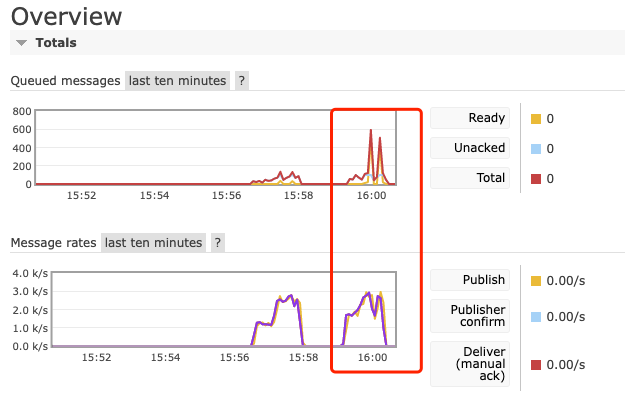 Overview
Totals
Queued messages last ten minutes ?
800
600
400
200
0
15:52 15:54 15:56 15:58 16:00
Ready 0
Unacked 0
Total 0
Message rates last ten minutes ?
4.0 k/s
3.0 k/s
2.0 k/s
1.0 k/s
0.0 k/s
15:52 15:54 15:56 15:58 16:00
Publish 0.00/s
Publisher
confirm 0.00/s
Deliver
(manual 0.00/s
ack)